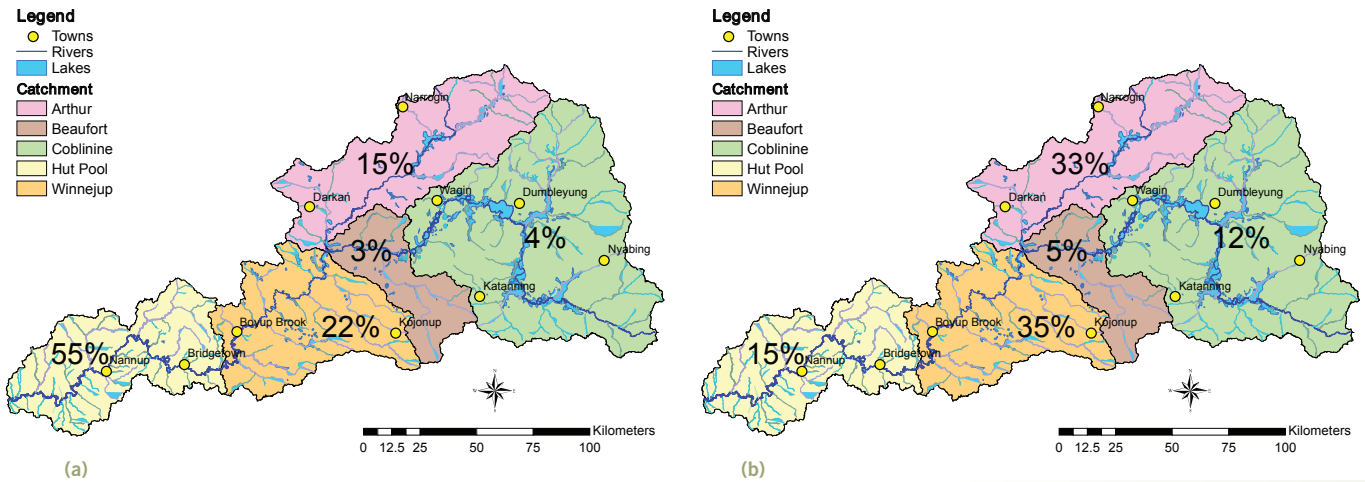 Legend
Towns
Rivers
Lakes
Catchment
Arthur
Beaufort
Coblinine
Hut Pool
Winnejup
Narrogin
15%
Darkan
Wagin
Dumbleyung
3%
4%
Nyabing
Katanning
Boyup Brook
22%
Kojonup
55%
Nannup
Bridgetown
N
W E
S
Kilometers
0 12.5 25 50 75 100
(a)
Legend
Towns
Rivers
Lakes
Catchment
Arthur
Beaufort
Coblinine
Hut Pool
Winnejup
Narrogin
33%
Darkan
Wagin
Dumbleyung
5%
12%
Nyabing
Katanning
Boyup Brook
35%
Kojonup
15%
Nannup
Bridgetown
N
W E
S
Kilometers
0 12.5 25 50 75 100
(b)